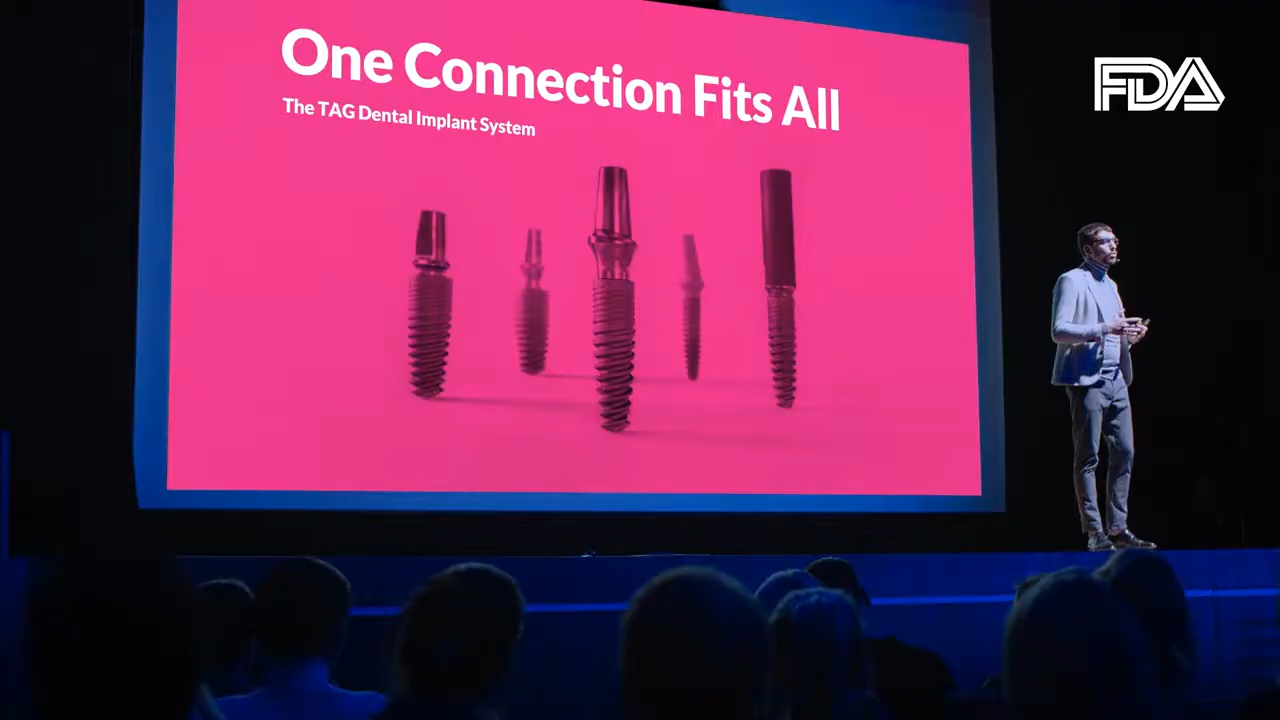 One Connection Fits All
The TAG Dental Implant System
FDA